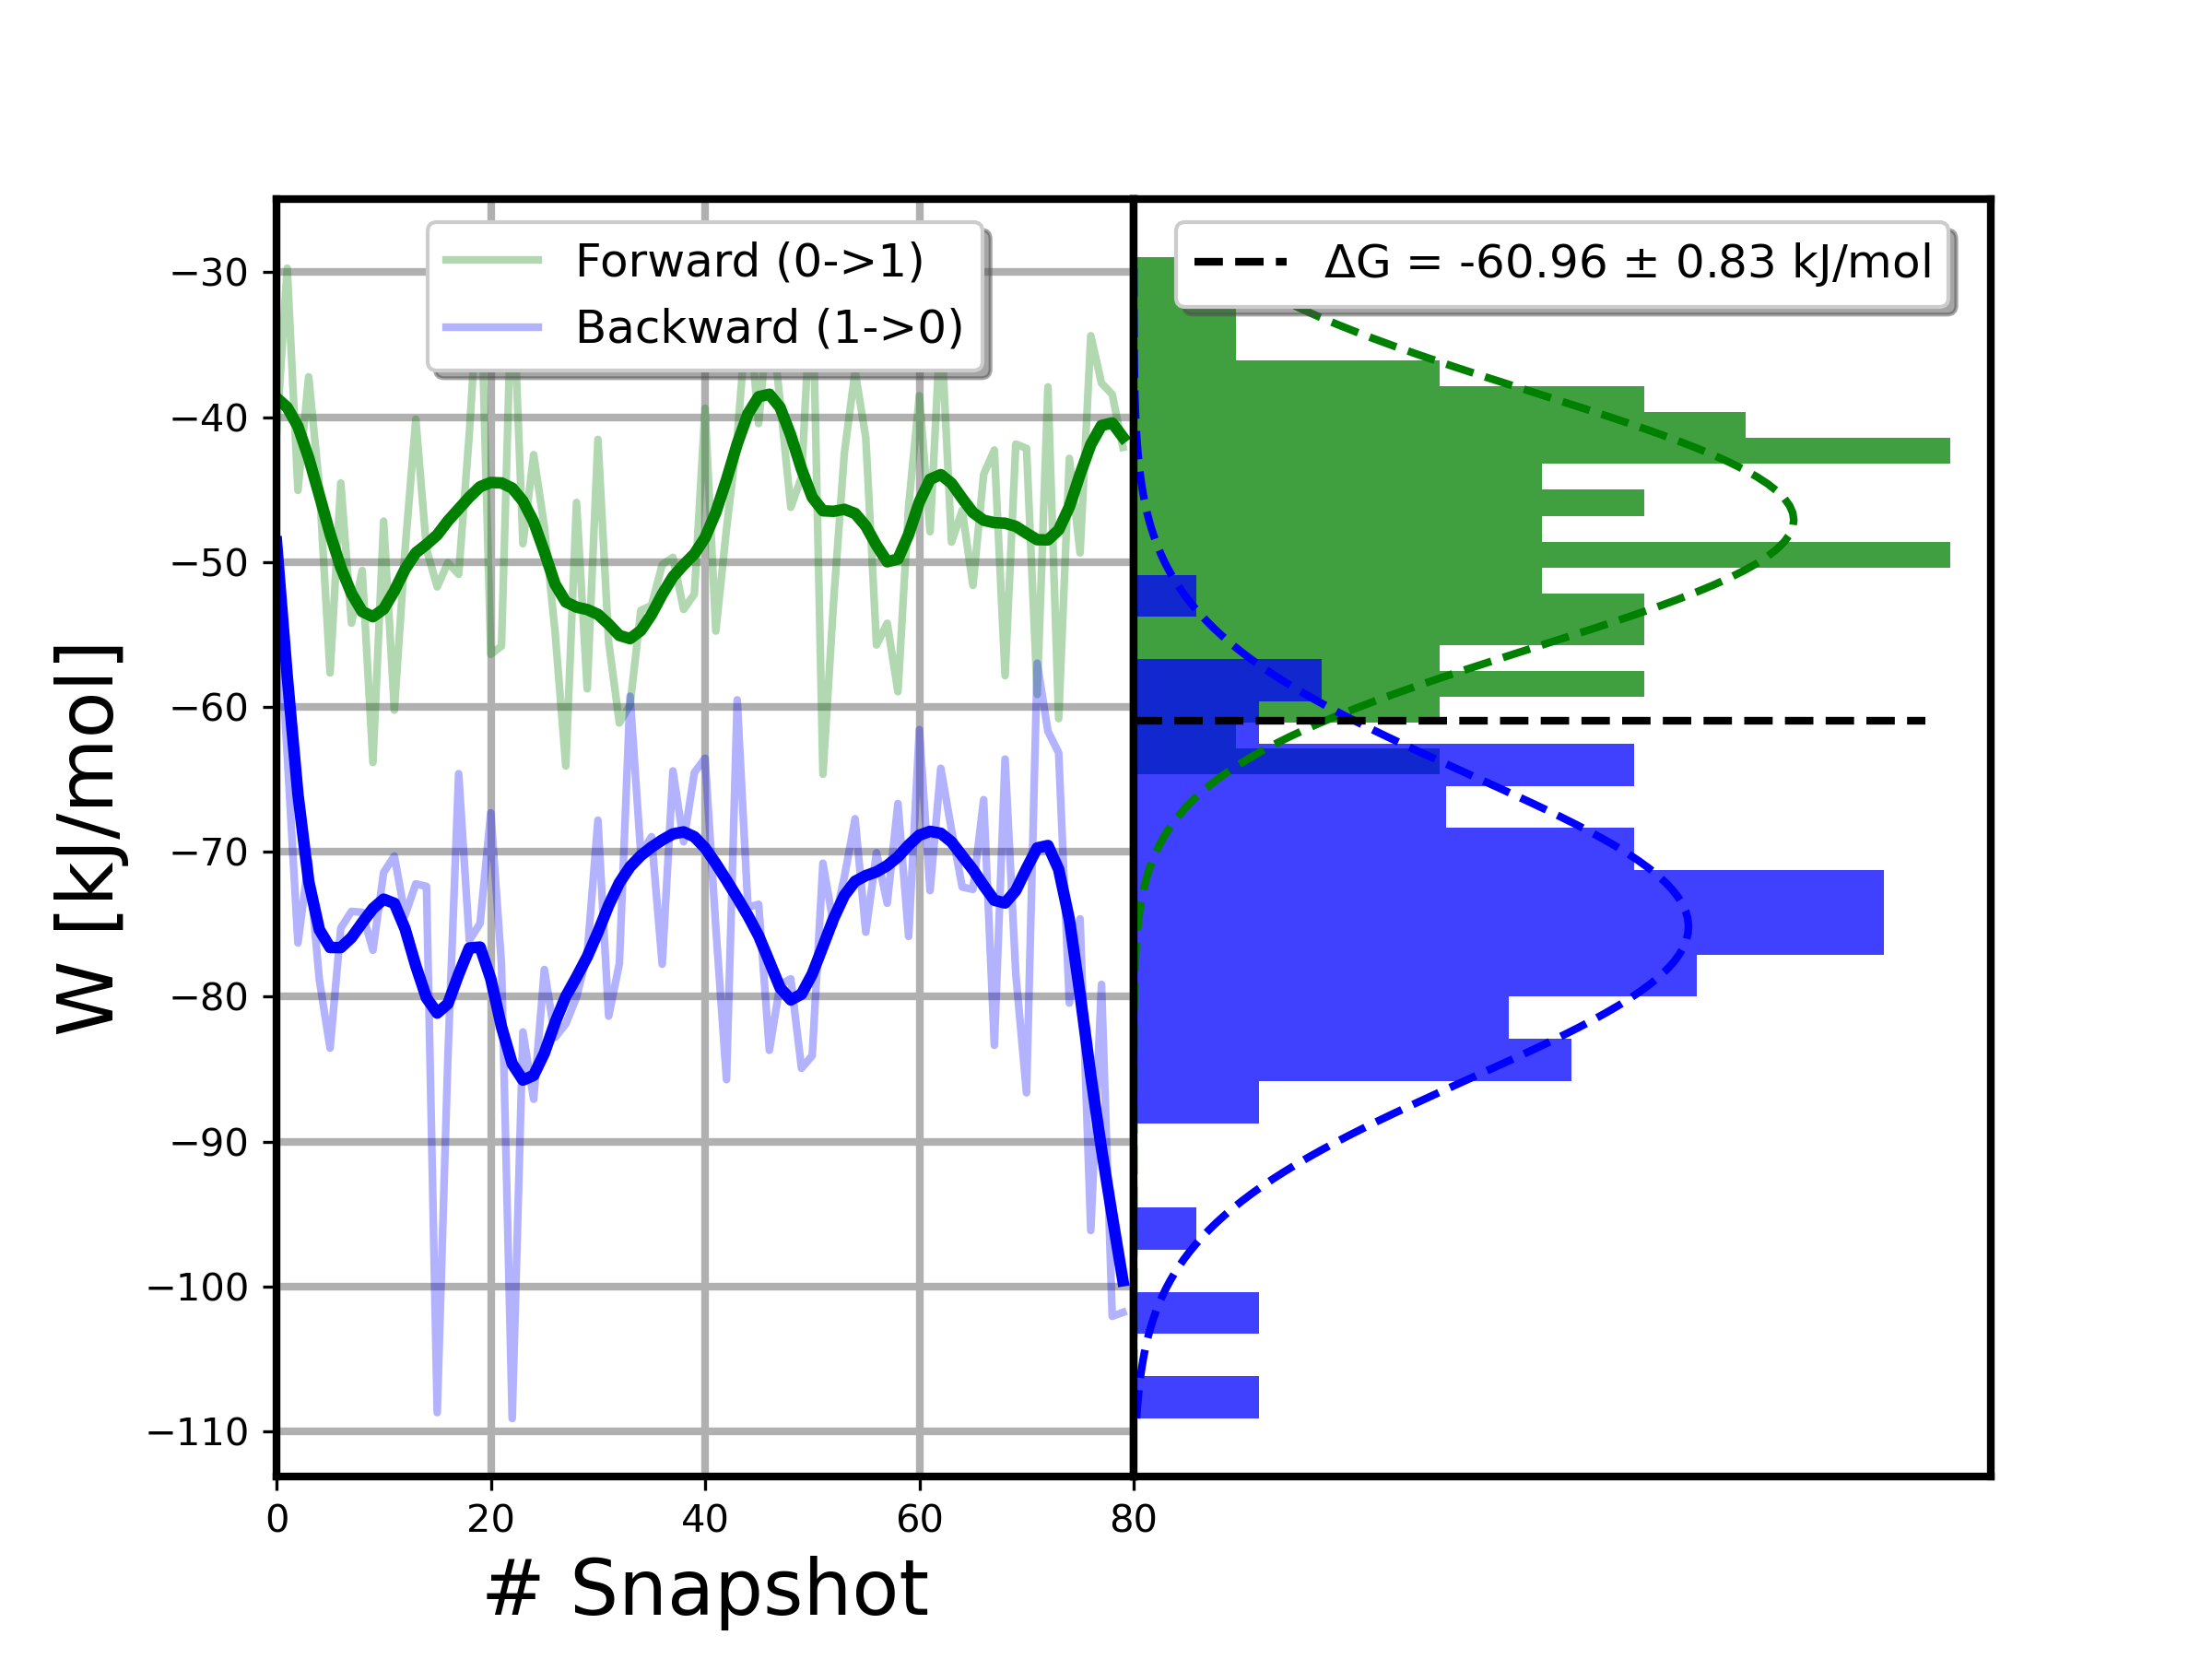 Forward (0->1)
Backward (1->0)
ΔG = -60.96 ± 0.83 kJ/mol
W [kJ/mol]
−30
−40
−50
−60
−70
−80
−90
−100
−110
0 20 40 60 80
# Snapshot